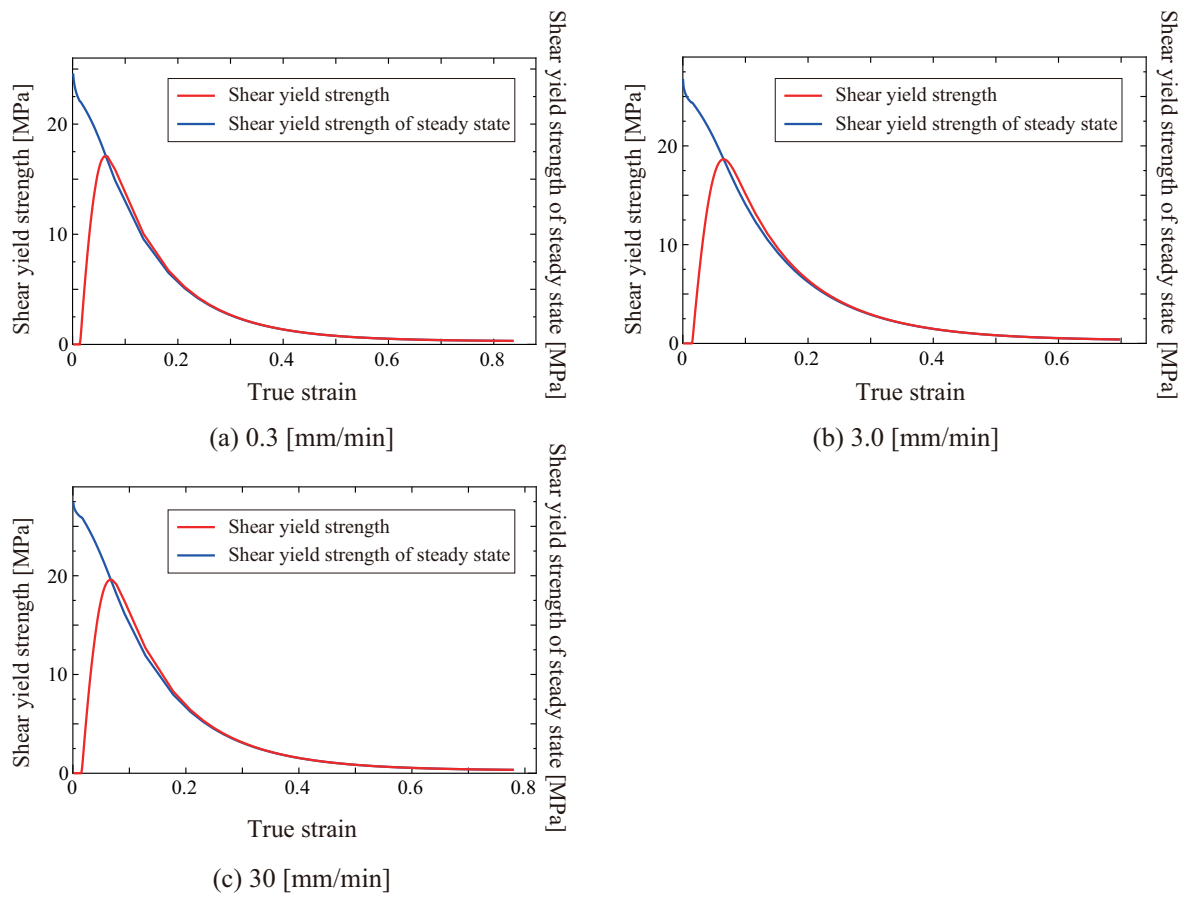 Shear yield strength [MPa]
20
10
0
Shear yield strength
Shear yield strength of steady state
0 0.2 0.4 0.6 0.8
True strain
Shear yield strength of steady state [MPa]
(a) 0.3 [mm/min]
Shear yield strength [MPa]
20
10
0
Shear yield strength
Shear yield strength of steady state
0 0.2 0.4 0.6
True strain
Shear yield strength of steady state [MPa]
(b) 3.0 [mm/min]
Shear yield strength [MPa]
20
10
0
Shear yield strength
Shear yield strength of steady state
0 0.2 0.4 0.6 0.8
True strain
Shear yield strength of steady state [MPa]
(c) 30 [mm/min]